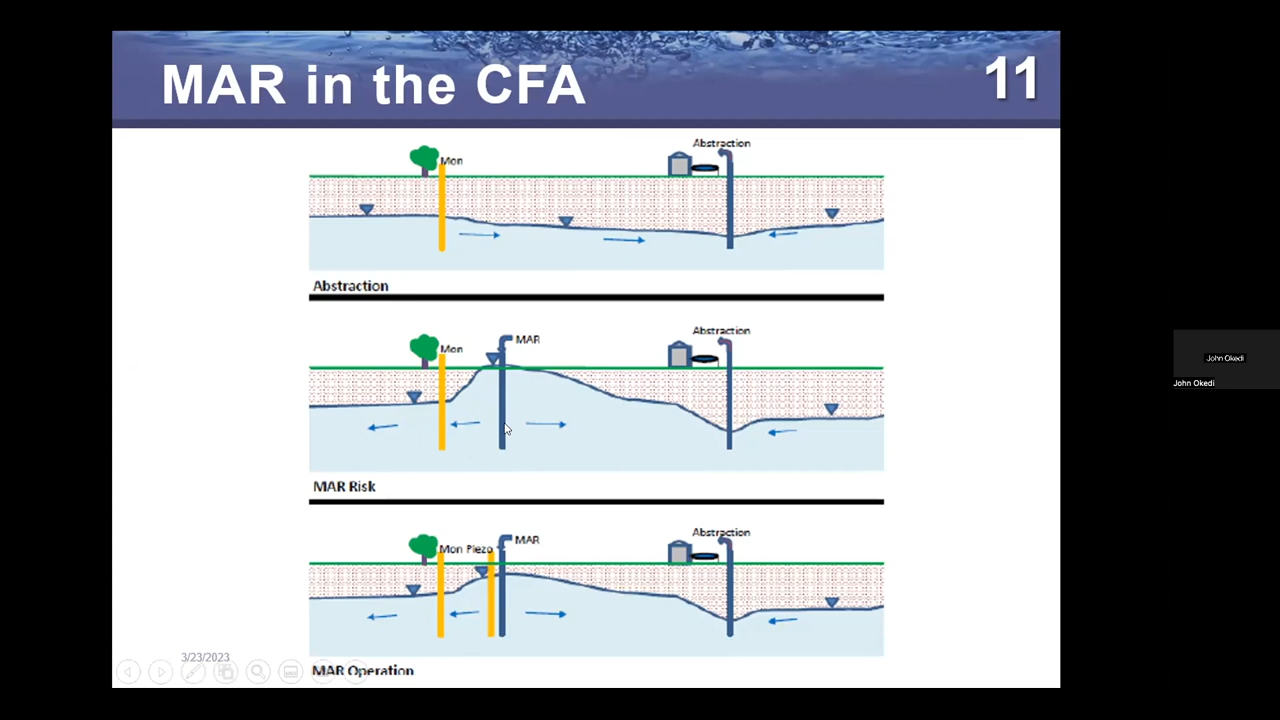 MAR in the CFA
11
Abstraction
Mon
Abstraction
MAR
Abstraction
Mon
MAR Risk
MAR
Abstraction
Mon Piezo
MAR Operation
3/23/2023
John Okedi
John Okedi